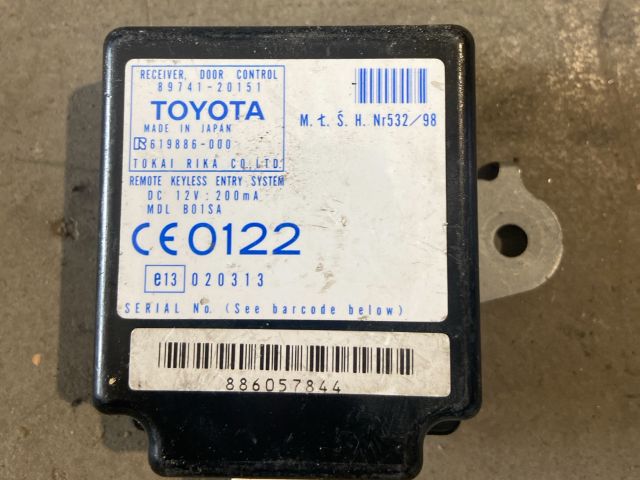 RECEIVER, DOOR CONTROL
89741-20151
TOYOTA
MADE IN JAPAN
R 619886-000
TOKAI RIKA CO., LTD.
M. Ł. Ś. H. Nr532/98
REMOTE KEYLESS ENTRY SYSTEM
DC 12V : 200mA
MDL B01SA
CE0122
e13 020313
SERIAL No. (See barcode below)
886057844